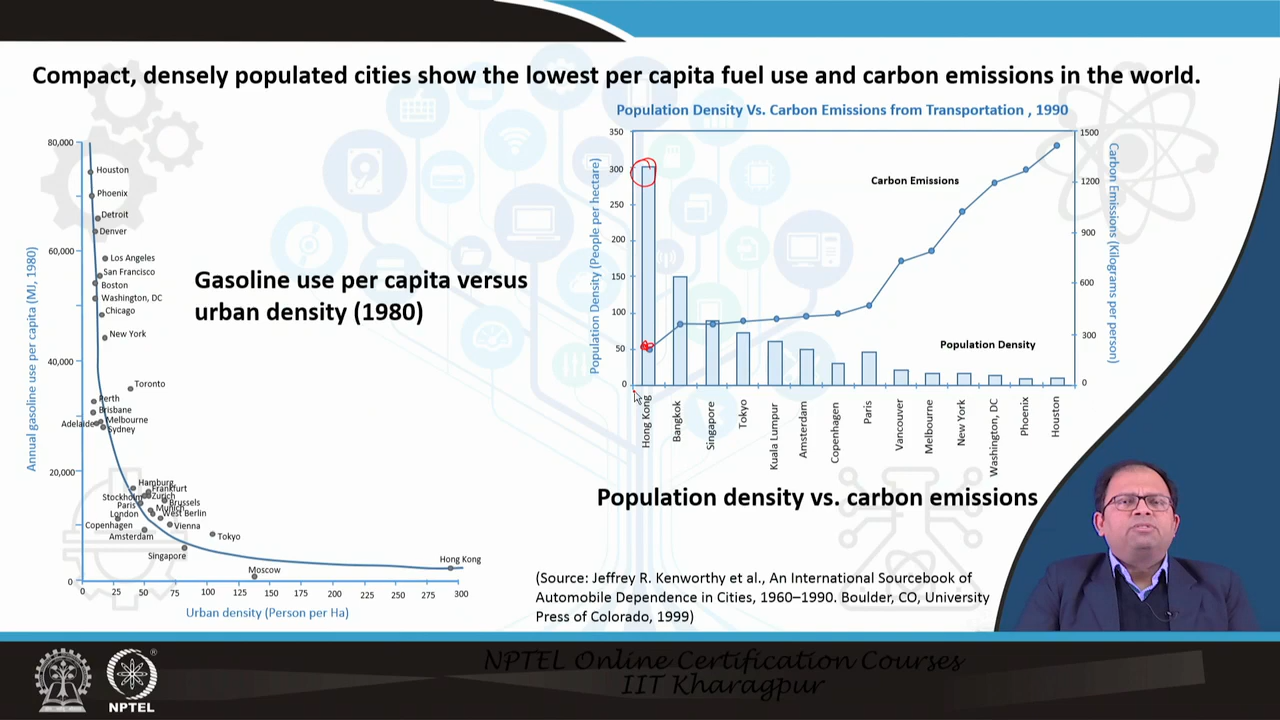 Compact, densely populated cities show the lowest per capita fuel use and carbon emissions in the world.
80,000
60,000
40,000
20,000
0
Annual gasoline use per capita (MJ, 1980)
Houston
Phoenix
Detroit
Denver
Los Angeles
San Francisco
Boston
Washington, DC
Chicago
New York
Toronto
Perth
Brisbane
Melbourne
Adelaide
Sydney
Hamburg
Frankfurt
Stockholm
Zurich
Paris
Brussels
Munich
London
West Berlin
Copenhagen
Vienna
Amsterdam
Tokyo
Singapore
Moscow
Hong Kong
0 25 50 75 100 125 150 175 200 225 250 275 300
Urban density (Person per Ha)
Gasoline use per capita versus
urban density (1980)
Population Density Vs. Carbon Emissions from Transportation , 1990
350
300
250
200
150
100
50
0
Population Density (People per hectare)
Carbon Emissions
Population Density
1500
1200
900
600
300
0
Carbon Emissions (Kilograms per person)
Hong Kong
Bangkok
Singapore
Tokyo
Kuala Lumpur
Amsterdam
Copenhagen
Paris
Vancouver
Melbourne
New York
Washington, DC
Phoenix
Houston
Population density vs. carbon emissions
(Source: Jeffrey R. Kenworthy et al., An International Sourcebook of
Automobile Dependence in Cities, 1960–1990. Boulder, CO, University
Press of Colorado, 1999)
NPTEL Online Certification Courses
IIT Kharagpur
NPTEL
®